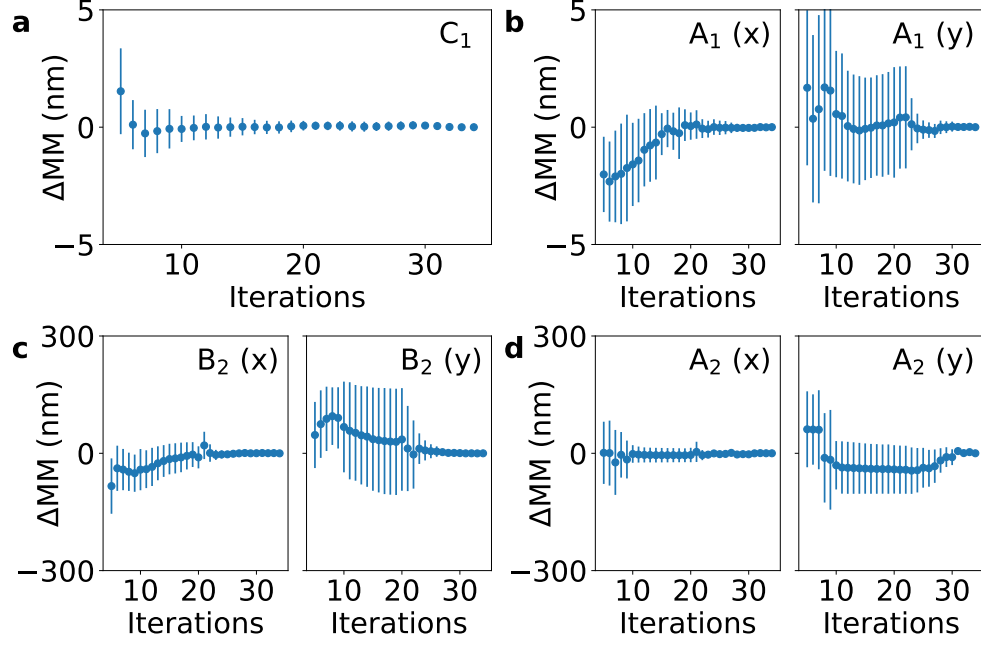 a
C₁
5
0
−5
ΔMM (nm)
10
20
30
Iterations
b
A₁ (x)
A₁ (y)
5
0
−5
ΔMM (nm)
10
20
30
10
20
30
Iterations
Iterations
c
B₂ (x)
B₂ (y)
300
0
−300
ΔMM (nm)
10
20
30
10
20
30
Iterations
Iterations
d
A₂ (x)
A₂ (y)
300
0
−300
ΔMM (nm)
10
20
30
10
20
30
Iterations
Iterations